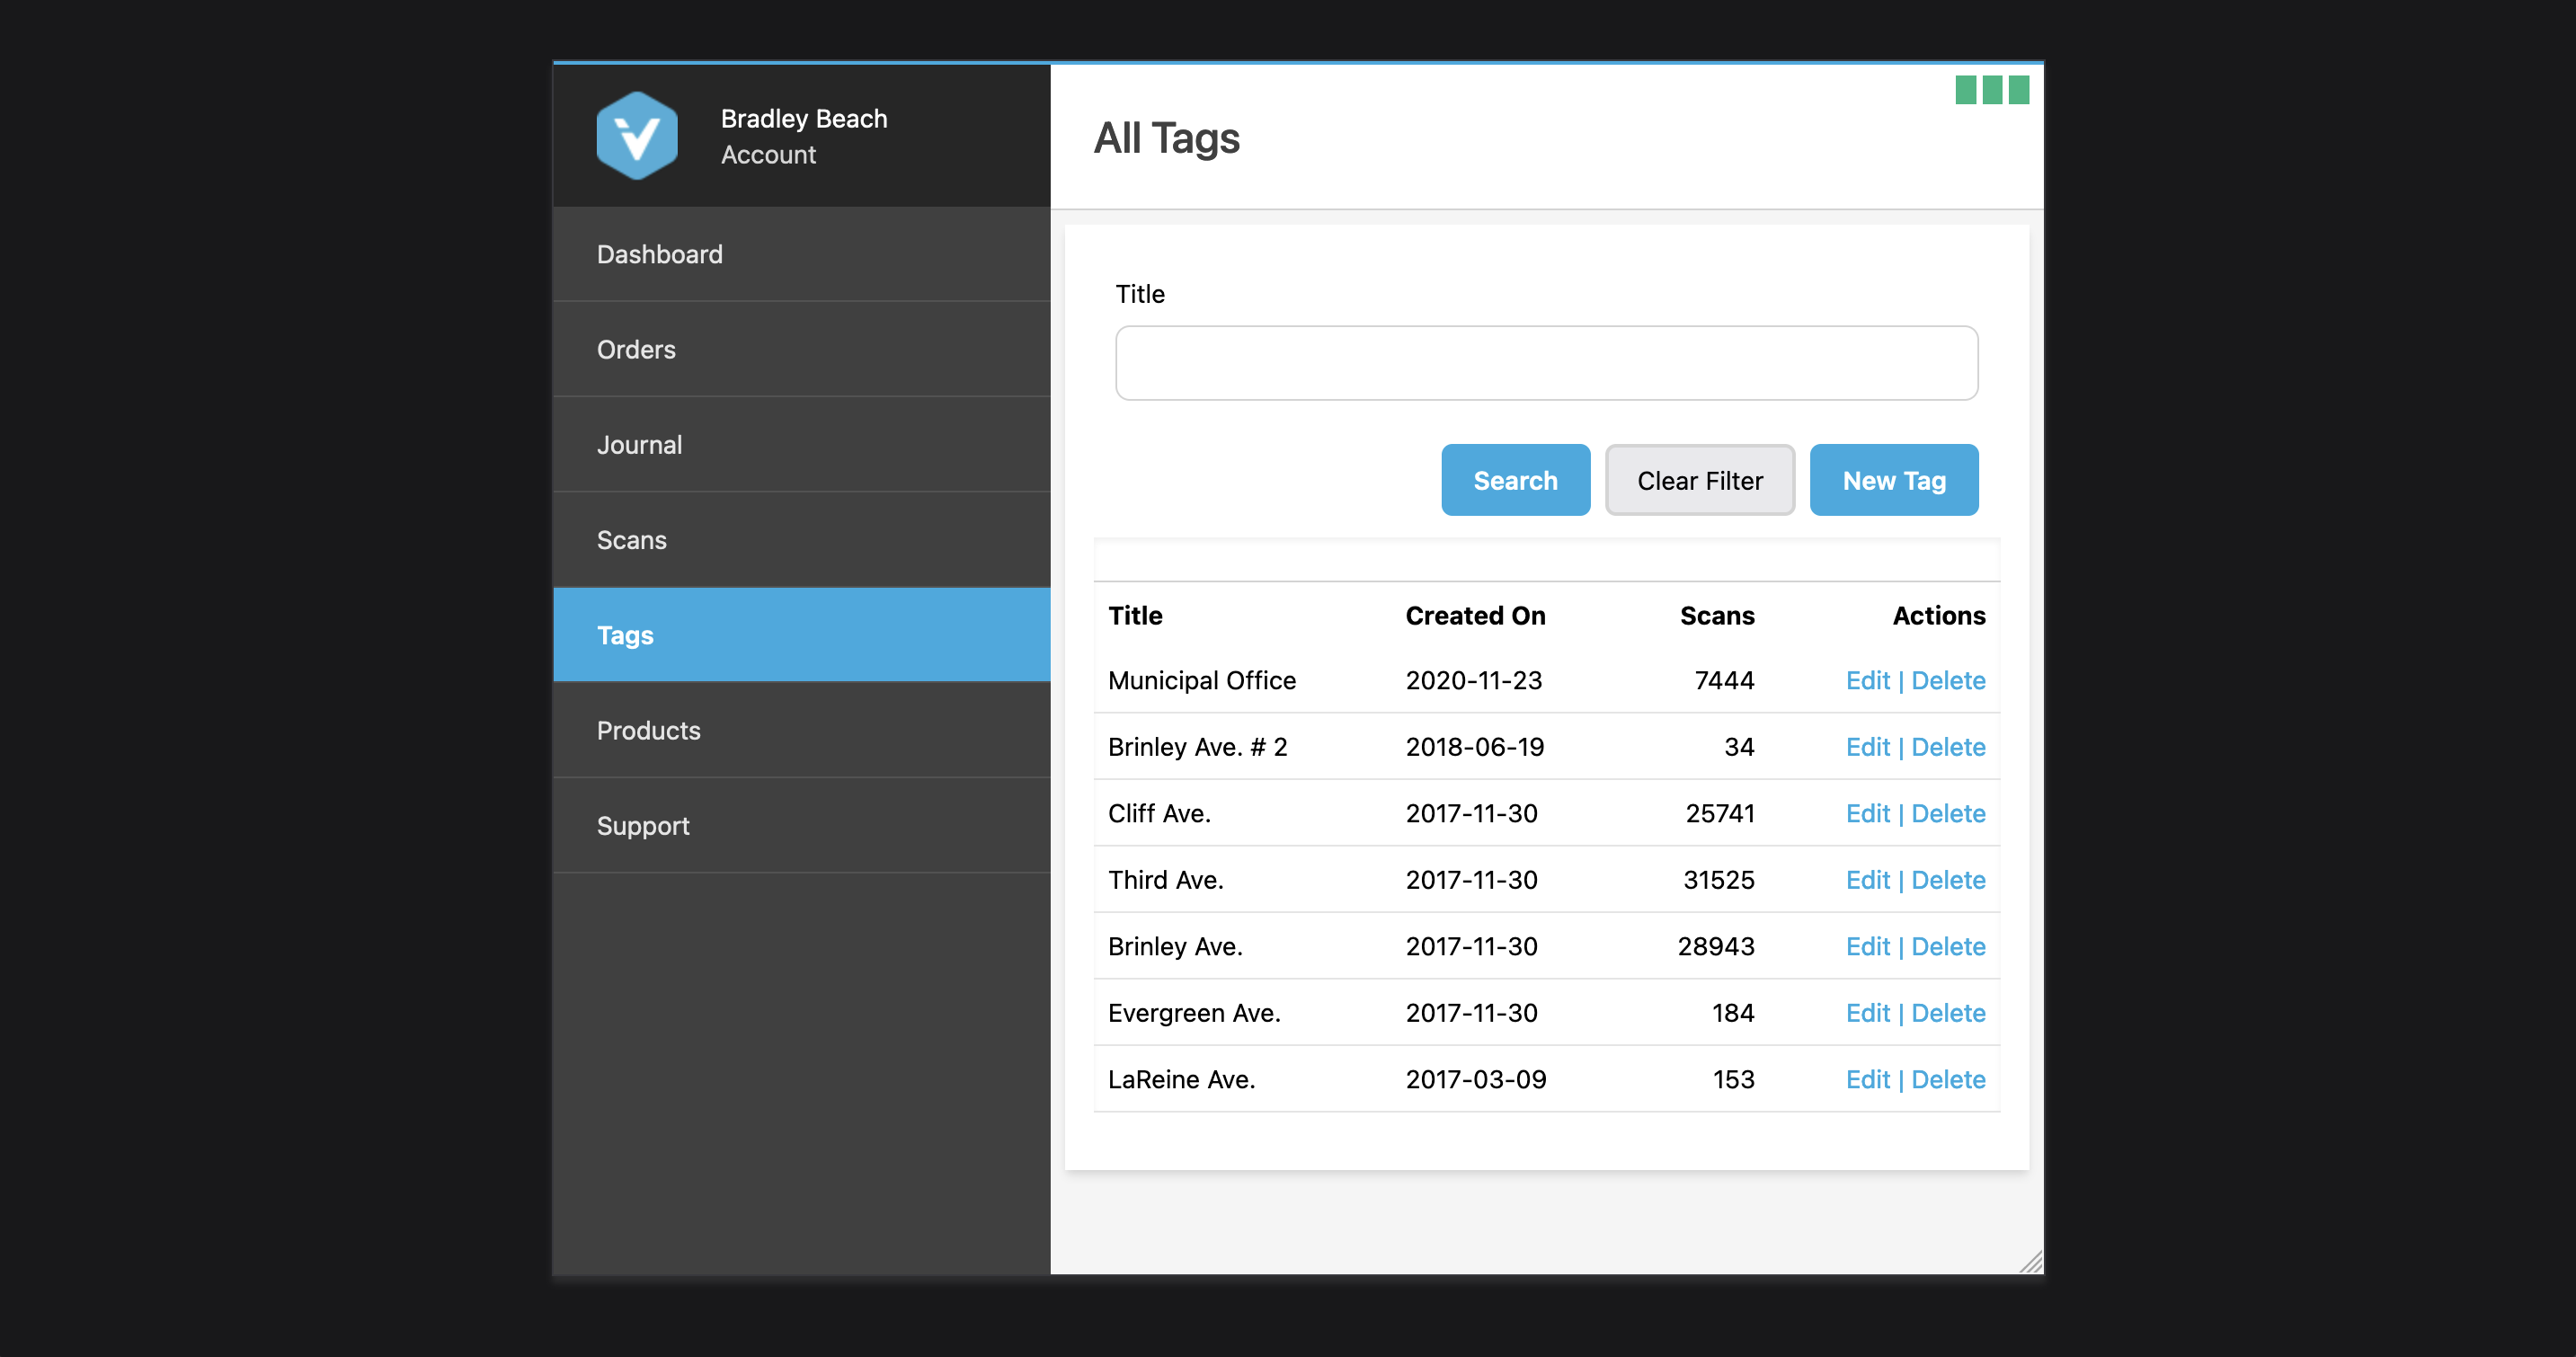 Bradley Beach
Account
Dashboard
Orders
Journal
Scans
Tags
Products
Support
All Tags
Title
Search Clear Filter New Tag
Title Created On Scans Actions
Municipal Office 2020-11-23 7444 Edit | Delete
Brinley Ave. # 2 2018-06-19 34 Edit | Delete
Cliff Ave. 2017-11-30 25741 Edit | Delete
Third Ave. 2017-11-30 31525 Edit | Delete
Brinley Ave. 2017-11-30 28943 Edit | Delete
Evergreen Ave. 2017-11-30 184 Edit | Delete
LaReine Ave. 2017-03-09 153 Edit | Delete